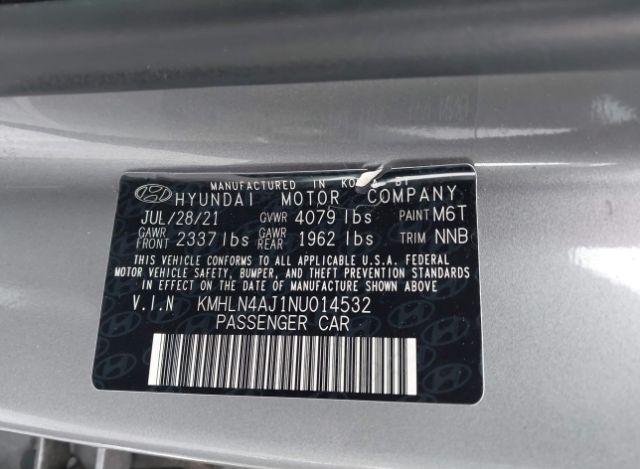 MANUFACTURED IN KO BY
HYUNDAI MOTOR COMPANY
JUL/28/21 GVWR 4079 lbs PAINT M6T
GAWR FRONT 2337 lbs GAWR REAR 1962 lbs TRIM NNB
THIS VEHICLE CONFORMS TO ALL APPLICABLE U.S.A. FEDERAL
MOTOR VEHICLE SAFETY, BUMPER, AND THEFT PREVENTION STANDARDS
IN EFFECT ON THE DATE OF MANUFACTURE SHOWN ABOVE
V.I.N KMHLN4AJ1NU014532
PASSENGER CAR